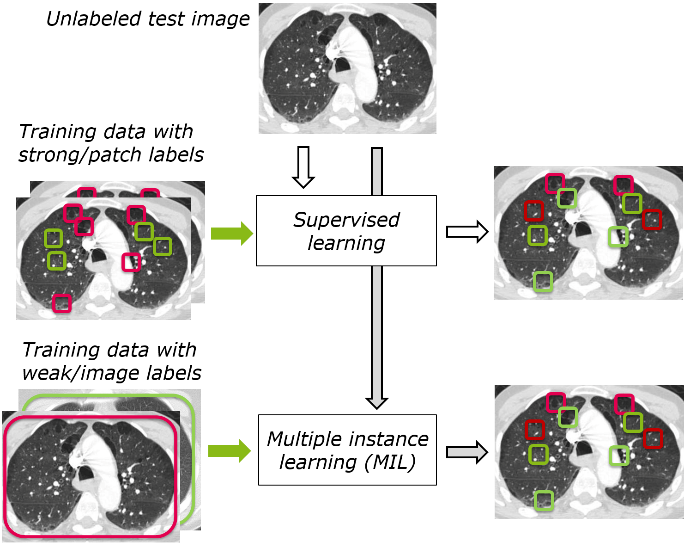 Unlabeled test image
Training data with
strong/patch labels
Supervised
learning
Training data with
weak/image labels
Multiple instance
learning (MIL)